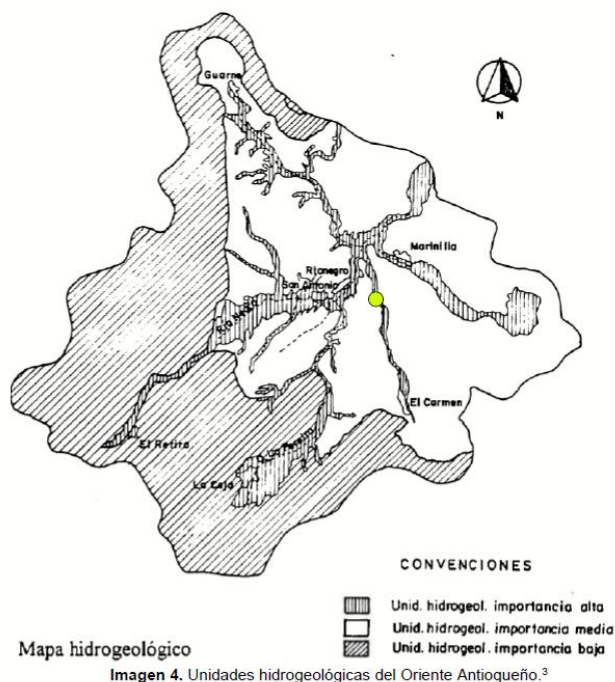 Guarne
N
Marinilla
Rionegro
San Antonio
Rio Negro
El Carmen
El Retiro
La Ceja
CONVENCIONES
Unid. hidrogeol. importancia alta
Unid. hidrogeol. importancia media
Unid. hidrogeol. importancia baja
Mapa hidrogeológico
Imagen 4. Unidades hidrogeológicas del Oriente Antioqueño.³